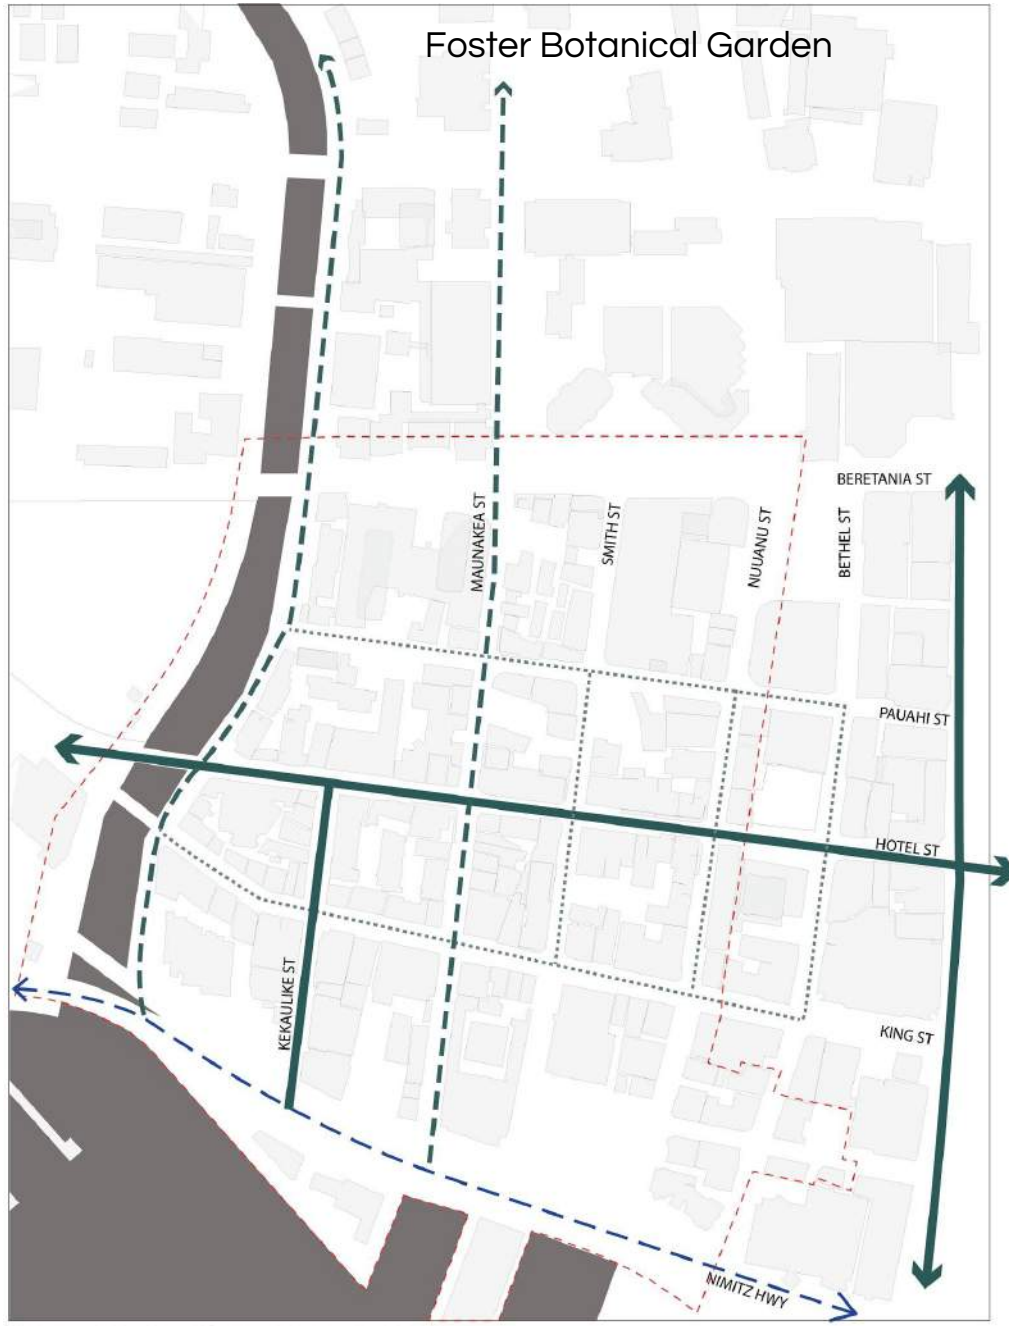 Foster Botanical Garden
BERETANIA ST
MAUNAKEA ST
SMITH ST
NUUANU ST
BETHEL ST
PAUAHI ST
HOTEL ST
KEKAULIKE ST
KING ST
NIMITZ HWY